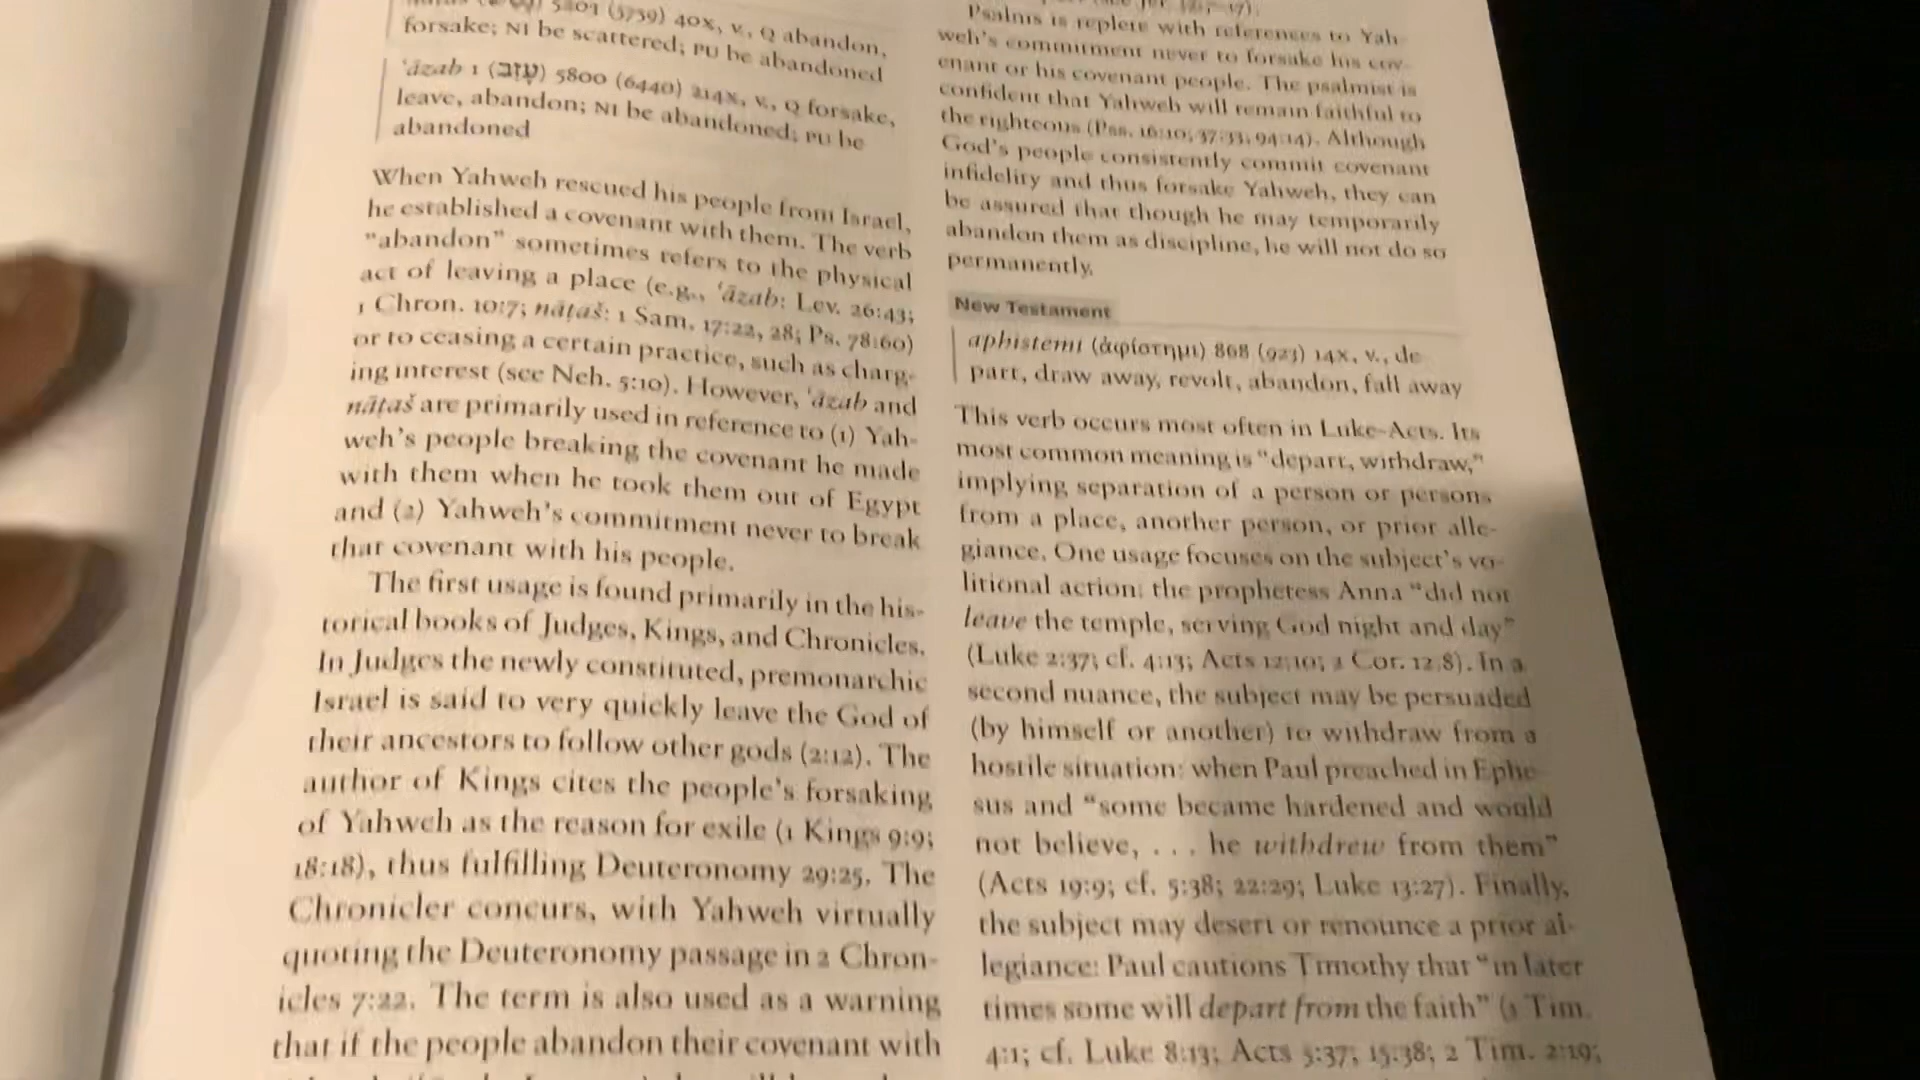 5203 (5759) 40x, v., Q abandon,
forsake; NI be scattered; PU be abandoned
‘āzab 1 (עזב) 5800 (6440) 214x, v., Q forsake,
leave, abandon; NI be abandoned; PU be
abandoned
When Yahweh rescued his people from Israel,
he established a covenant with them. The verb
“abandon” sometimes refers to the physical
act of leaving a place (e.g., ‘āzab: Lev. 26:43;
1 Chron. 10:7; nāṭaš: 1 Sam. 17:22, 28; Ps. 78:60)
or to ceasing a certain practice, such as charg-
ing interest (see Neh. 5:10). However, ‘āzab and
nāṭaš are primarily used in reference to (1) Yah-
weh’s people breaking the covenant he made
with them when he took them out of Egypt
and (2) Yahweh’s commitment never to break
that covenant with his people.
The first usage is found primarily in the his-
torical books of Judges, Kings, and Chronicles.
In Judges the newly constituted, premonarchic
Israel is said to very quickly leave the God of
their ancestors to follow other gods (2:12). The
author of Kings cites the people’s forsaking
of Yahweh as the reason for exile (1 Kings 9:9;
18:18), thus fulfilling Deuteronomy 29:25. The
Chronicler concurs, with Yahweh virtually
quoting the Deuteronomy passage in 2 Chron-
icles 7:22. The term is also used as a warning
that if the people abandon their covenant with
Psalms is replete with references to Yah-
weh’s commitment never to forsake his cov-
enant or his covenant people. The psalmist is
confident that Yahweh will remain faithful to
the righteous (Pss. 16:10; 37:33; 94:14). Although
God’s people consistently commit covenant
infidelity and thus forsake Yahweh, they can
be assured that though he may temporarily
abandon them as discipline, he will not do so
permanently.
New Testament
aphistemi (ἀφίστημι) 868 (923) 14x, v., de-
part, draw away, revolt, abandon, fall away
This verb occurs most often in Luke-Acts. Its
most common meaning is “depart, withdraw,”
implying separation of a person or persons
from a place, another person, or prior alle-
giance. One usage focuses on the subject’s vo-
litional action: the prophetess Anna “did not
leave the temple, serving God night and day”
(Luke 2:37; cf. 4:13; Acts 12:10; 2 Cor. 12:8). In a
second nuance, the subject may be persuaded
(by himself or another) to withdraw from a
hostile situation: when Paul preached in Ephe-
sus and “some became hardened and would
not believe, . . . he withdrew from them”
(Acts 19:9; cf. 5:38; 22:29; Luke 13:27). Finally,
the subject may desert or renounce a prior al-
legiance: Paul cautions Timothy that “in later
times some will depart from the faith” (1 Tim.
4:1; cf. Luke 8:13; Acts 5:37; 15:38; 2 Tim. 2:19;